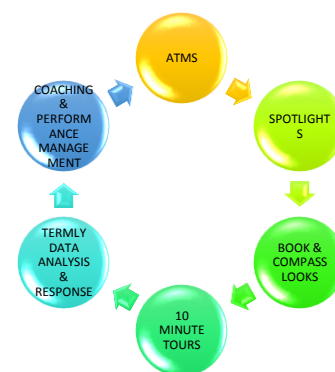 ATMS
SPOTLIGHT
S
BOOK &
COMPASS
LOOKS
10
MINUTE
TOURS
TERMLY
DATA
ANALYSIS
&
RESPONSE
COACHING
&
PERFORM
ANCE
MANAGE
MENT